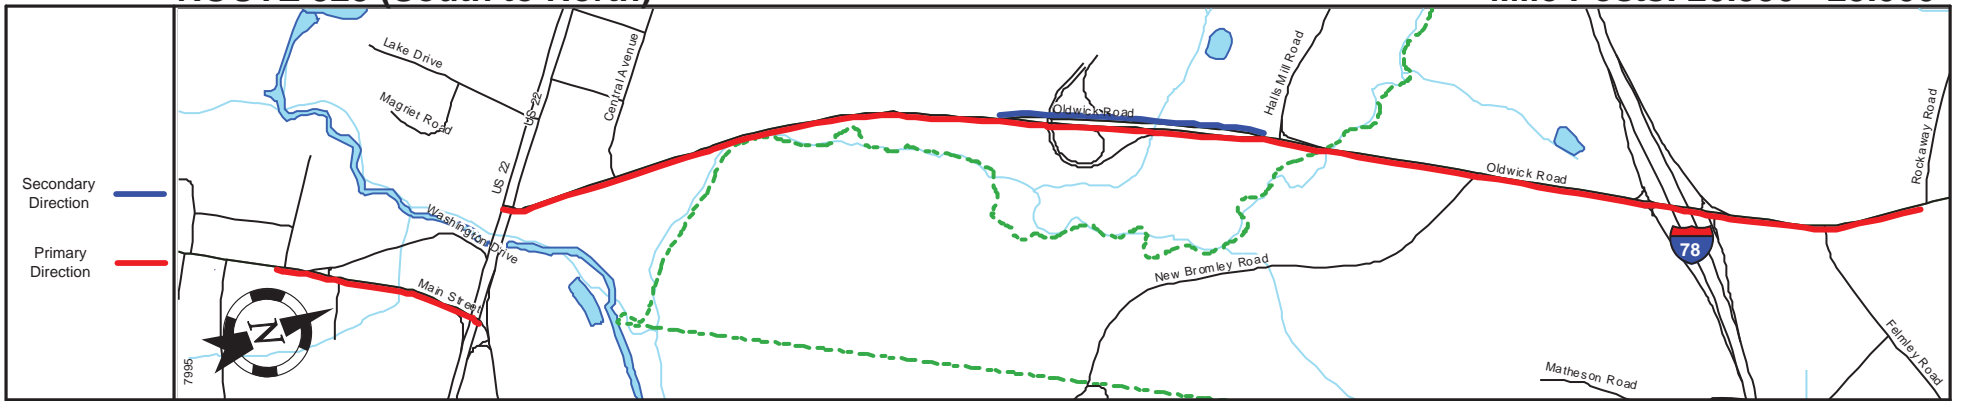 Secondary
Direction
Primary
Direction
Lake Drive
Magriet Road
US 22
Central Avenue
US 22
Washington Drive
Main Street
N
7995
Oldwick Road
Halls Mill Road
New Bromley Road
Oldwick Road
78
Rockaway Road
Felmley Road
Matheson Road